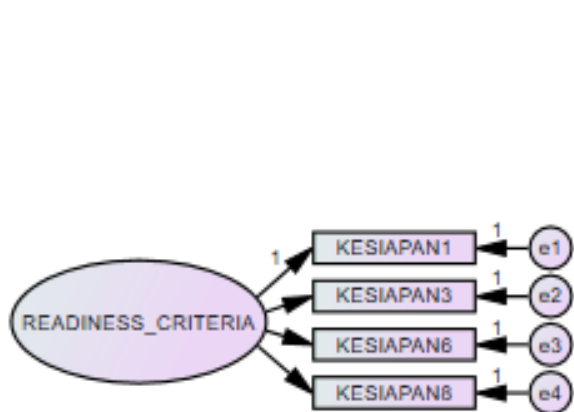 1
KESIAPAN1
1
e1
READINESS_CRITERIA
KESIAPAN3
1
e2
KESIAPAN6
1
e3
KESIAPAN8
1
e4